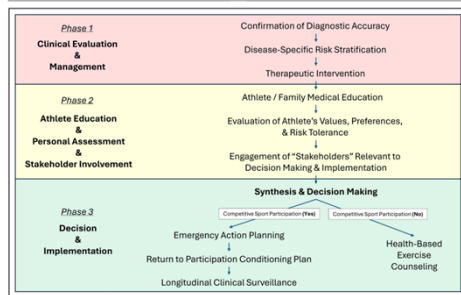 Phase 1
Clinical Evaluation
&
Management
Confirmation of Diagnostic Accuracy
Disease-Specific Risk Stratification
Therapeutic Intervention
Phase 2
Athlete Education
&
Personal Assessment
&
Stakeholder Involvement
Athlete / Family Medical Education
Evaluation of Athlete's Values, Preferences,
& Risk Tolerance
Engagement of "Stakeholders" Relevant to
Decision Making & Implementation
Phase 3
Decision
&
Implementation
Synthesis & Decision Making
Competitive Sport Participation (Yes)
Competitive Sport Participation (No)
Emergency Action Planning
Return to Participation Conditioning Plan
Longitudinal Clinical Surveillance
Health-Based
Exercise
Counseling